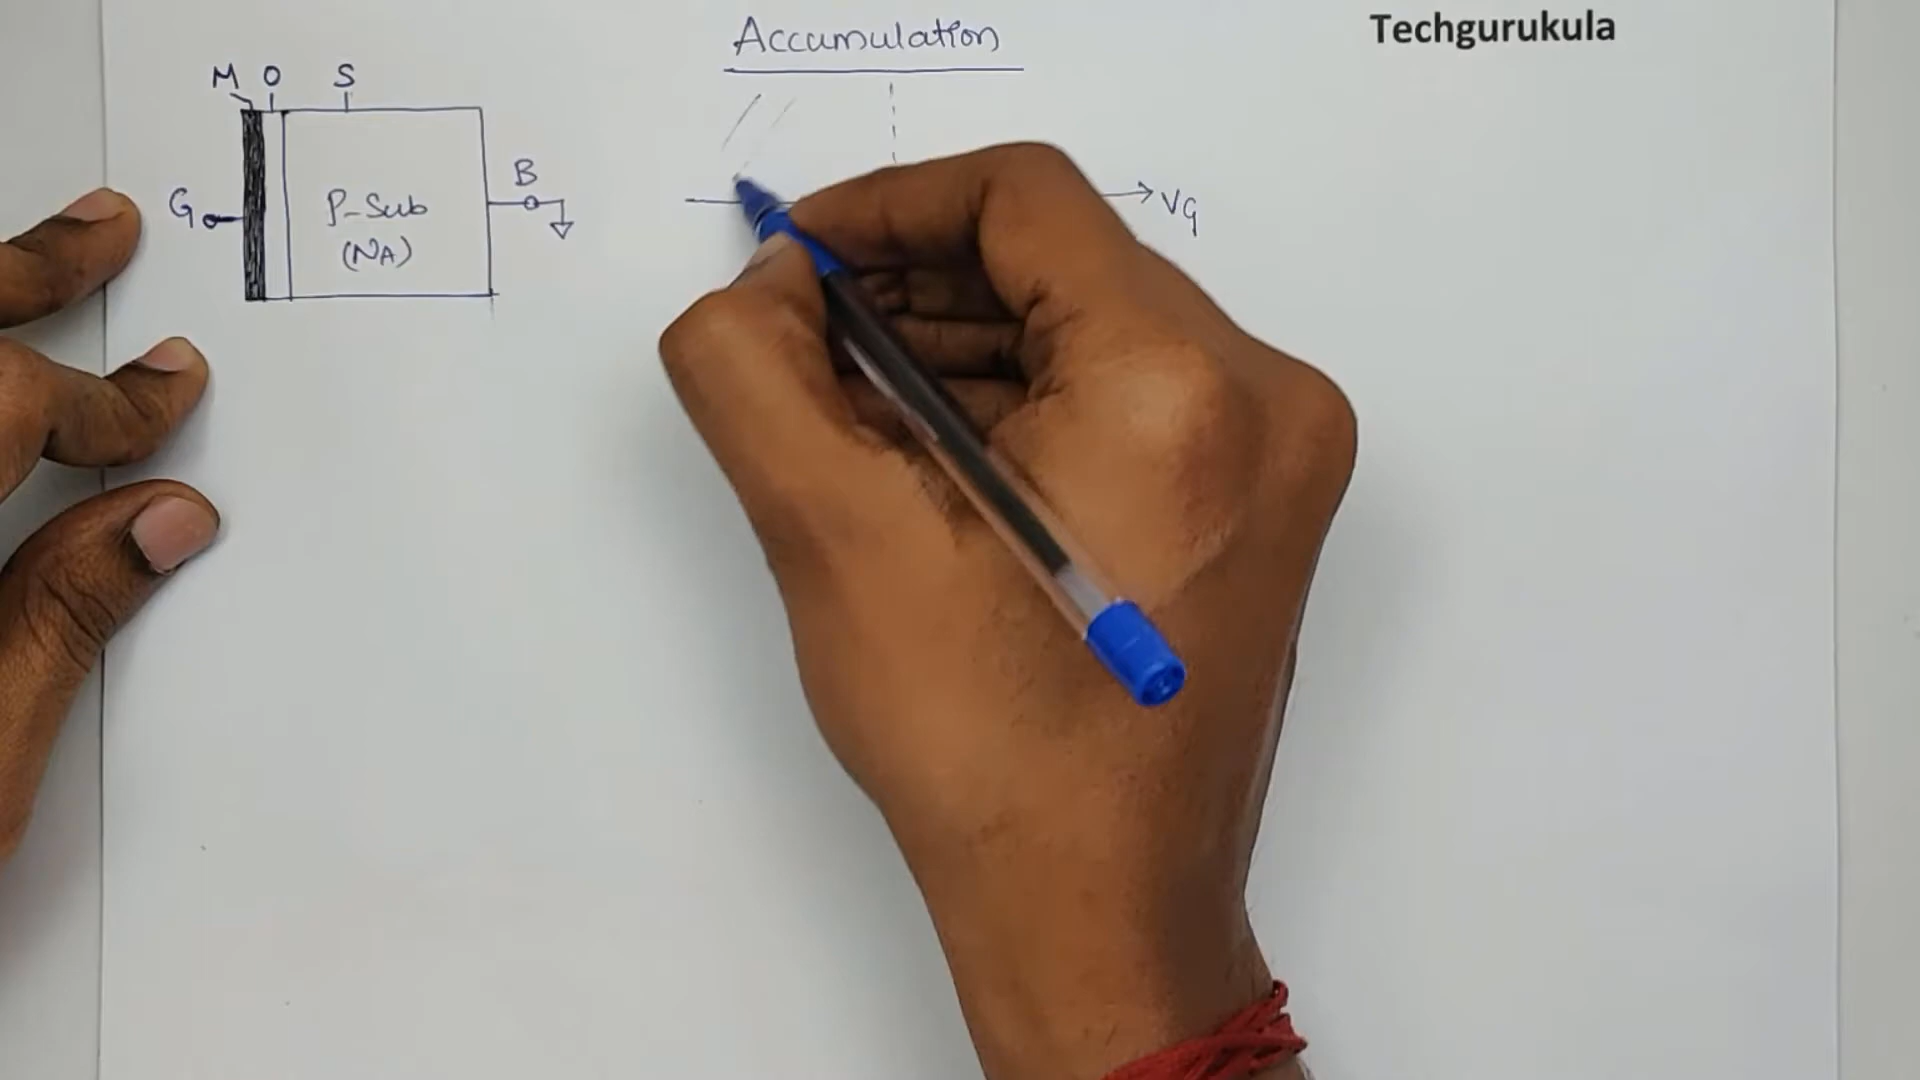 Accumulation
Techgurukula
M O S
G
P-Sub
(NA)
B
VG